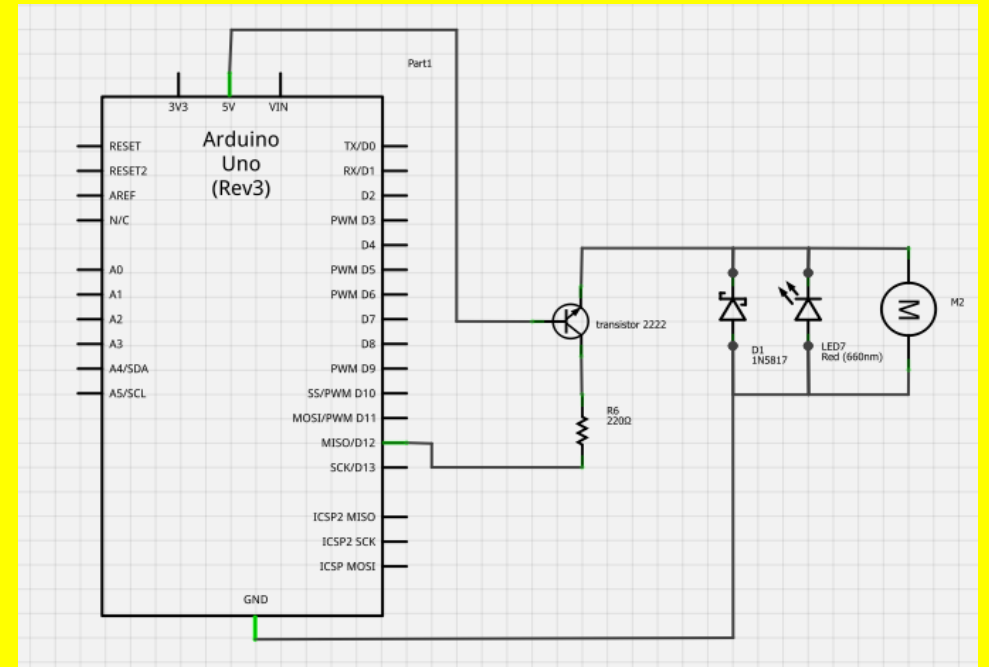 Part1
3V3 5V VIN
Arduino
Uno
(Rev3)
RESET
RESET2
AREF
N/C
A0
A1
A2
A3
A4/SDA
A5/SCL
TX/D0
RX/D1
D2
PWM D3
D4
PWM D5
PWM D6
D7
D8
PWM D9
SS/PWM D10
MOSI/PWM D11
MISO/D12
SCK/D13
ICSP2 MISO
ICSP2 SCK
ICSP MOSI
GND
transistor 2222
R6
220Ω
D1
1N5817
LED7
Red (660nm)
M
M2